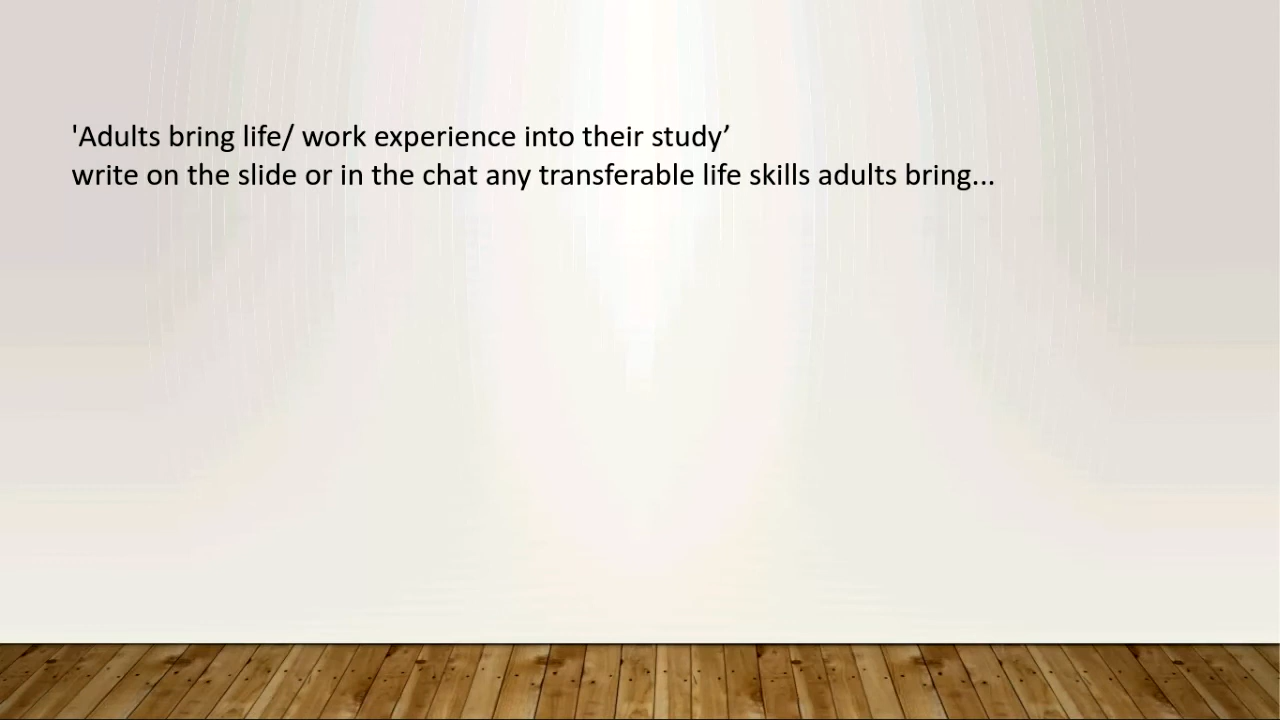 'Adults bring life/ work experience into their study’
write on the slide or in the chat any transferable life skills adults bring...